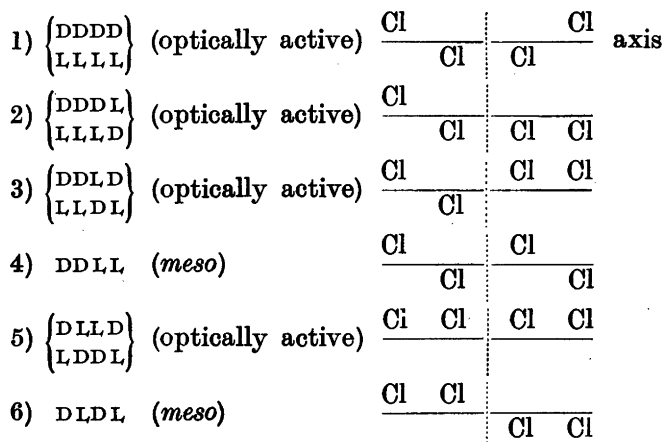 1) {DDDD LLLL} (optically active) Cl Cl Cl Cl axis
2) {DDDL LLLD} (optically active) Cl Cl Cl Cl
3) {DDLD LLDL} (optically active) Cl Cl Cl Cl
4) DDLL (meso) Cl Cl Cl Cl
5) {DLLD LDDL} (optically active) Ci Cl Cl Cl
6) DLDL (meso) Cl Cl Cl Cl